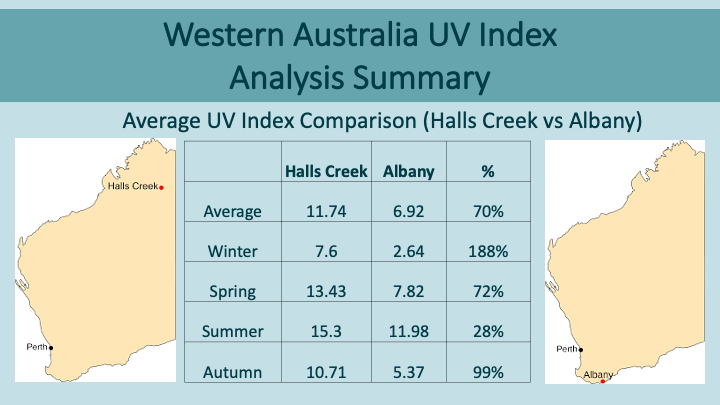 Western Australia UV Index
Analysis Summary
Average UV Index Comparison (Halls Creek vs Albany)
Halls Creek
Perth
Halls Creek Albany %
Average 11.74 6.92 70%
Winter 7.6 2.64 188%
Spring 13.43 7.82 72%
Summer 15.3 11.98 28%
Autumn 10.71 5.37 99%
Perth
Albany